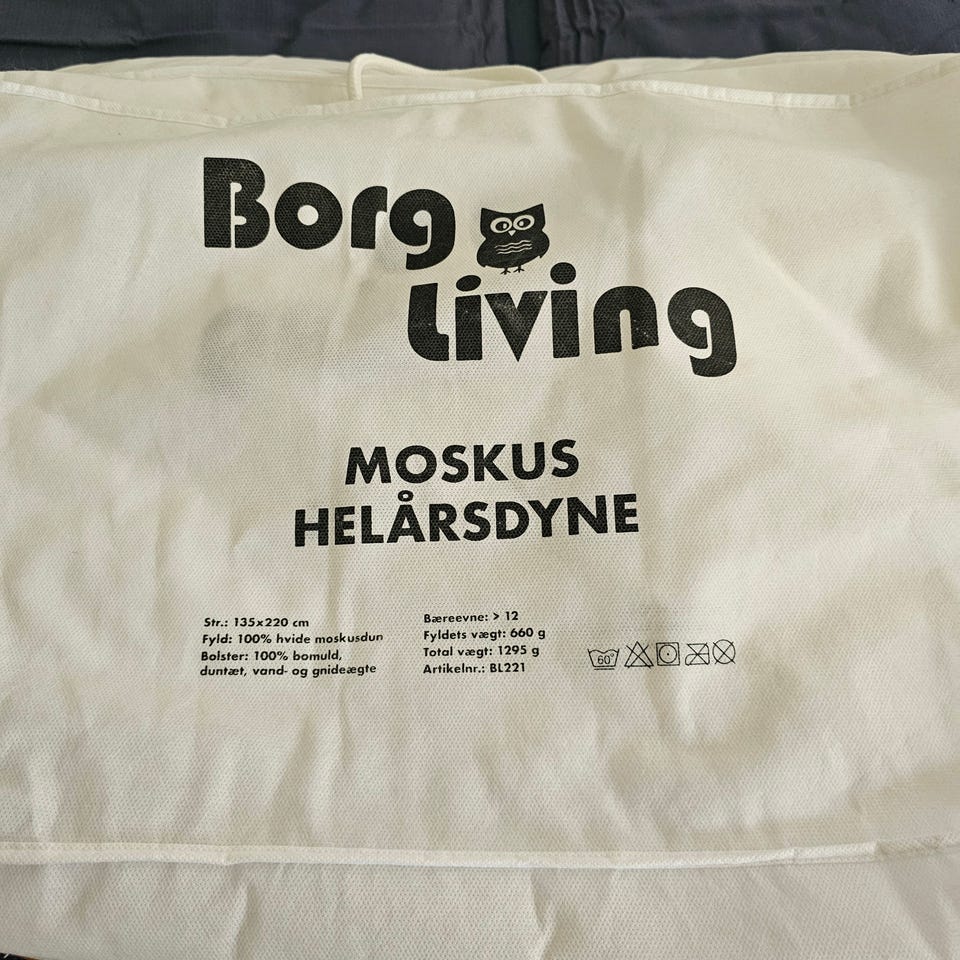 Borg
Living
MOSKUS
HELÅRSDYNE
Str.: 135x220 cm
Fyld: 100% hvide moskusdun
Bolster: 100% bomuld,
duntæt, vand- og gnideægte
Bæreevne: > 12
Fyldets vægt: 660 g
Total vægt: 1295 g
Artikelnr.: BL221
60°